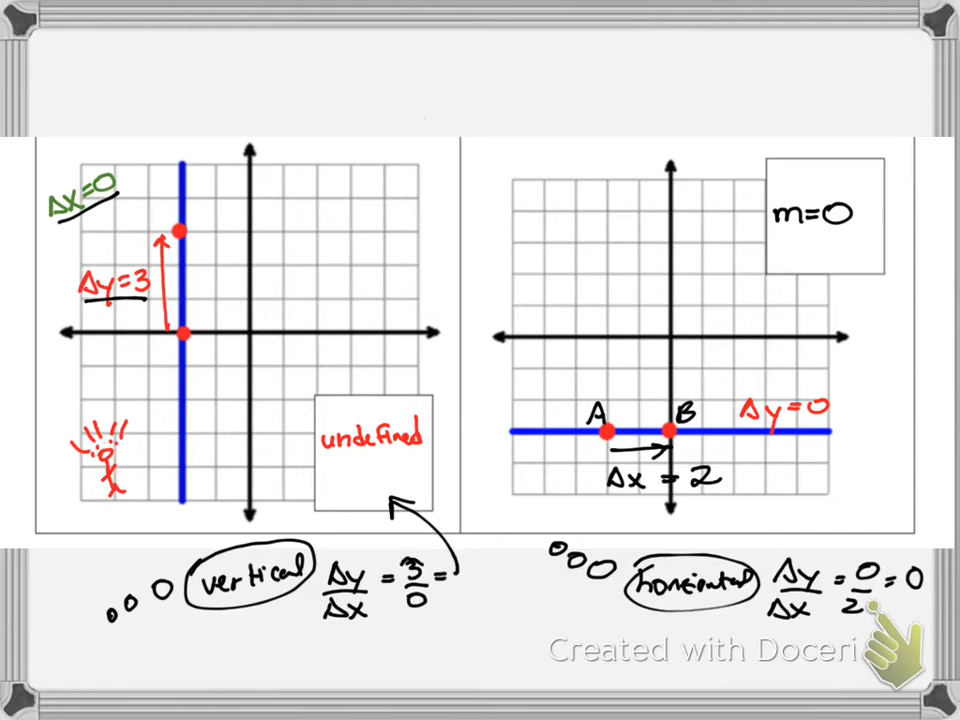 Δx=0
Δy=3
undefined
vertical Δy/Δx = 3/0 =
m=0
A B Δy=0
Δx = 2
horizontal Δy/Δx = 0/2 = 0
Created with Doceri